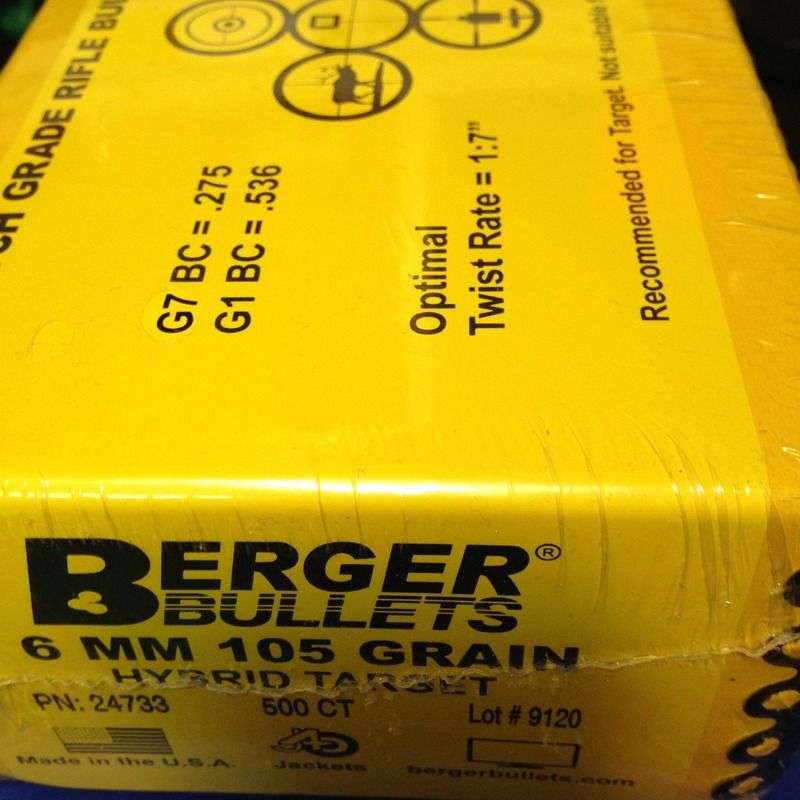 GRADE RIFLE
G7 BC = .275
G1 BC = .536
Optimal
Twist Rate = 1:7"
Recommended for Target. Not suitable
BERGER®
BULLETS
6 MM 105 GRAIN
HYBRID TARGET
PN: 24733 500 CT Lot # 9120
Made in the U.S.A. Jackets bergerbullets.com